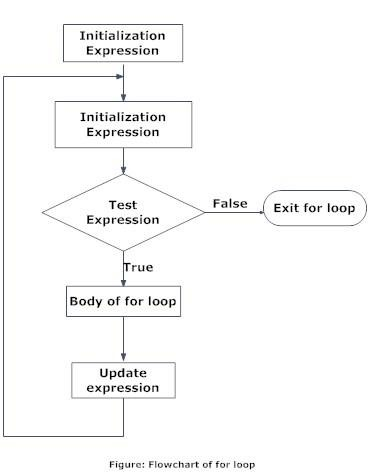 Initialization
Expression
Initialization
Expression
Test
Expression
False
Exit for loop
True
Body of for loop
Update
expression
Figure: Flowchart of for loop